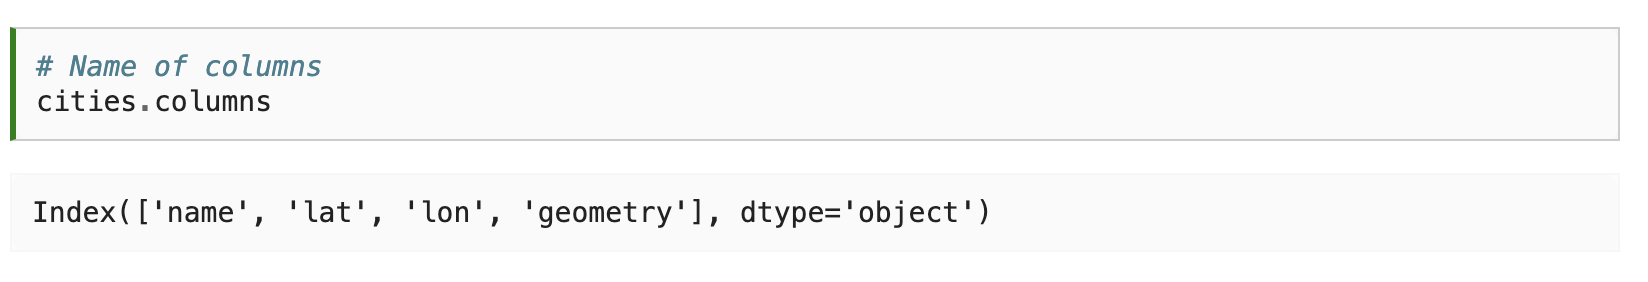 # Name of columns
cities.columns
Index(['name', 'lat', 'lon', 'geometry'], dtype='object')